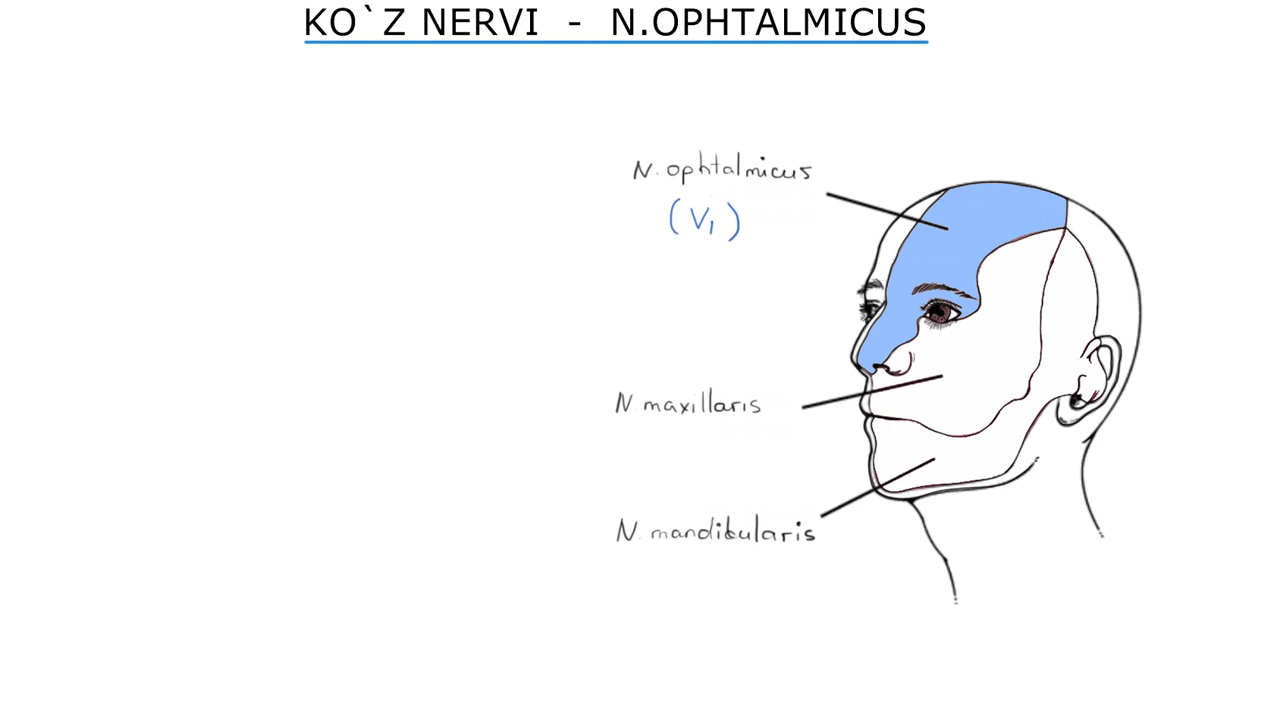 KO`Z NERVI - N.OPHTALMICUS
N. ophtalmicus
(V1)
N. maxillaris
N. mandibularis